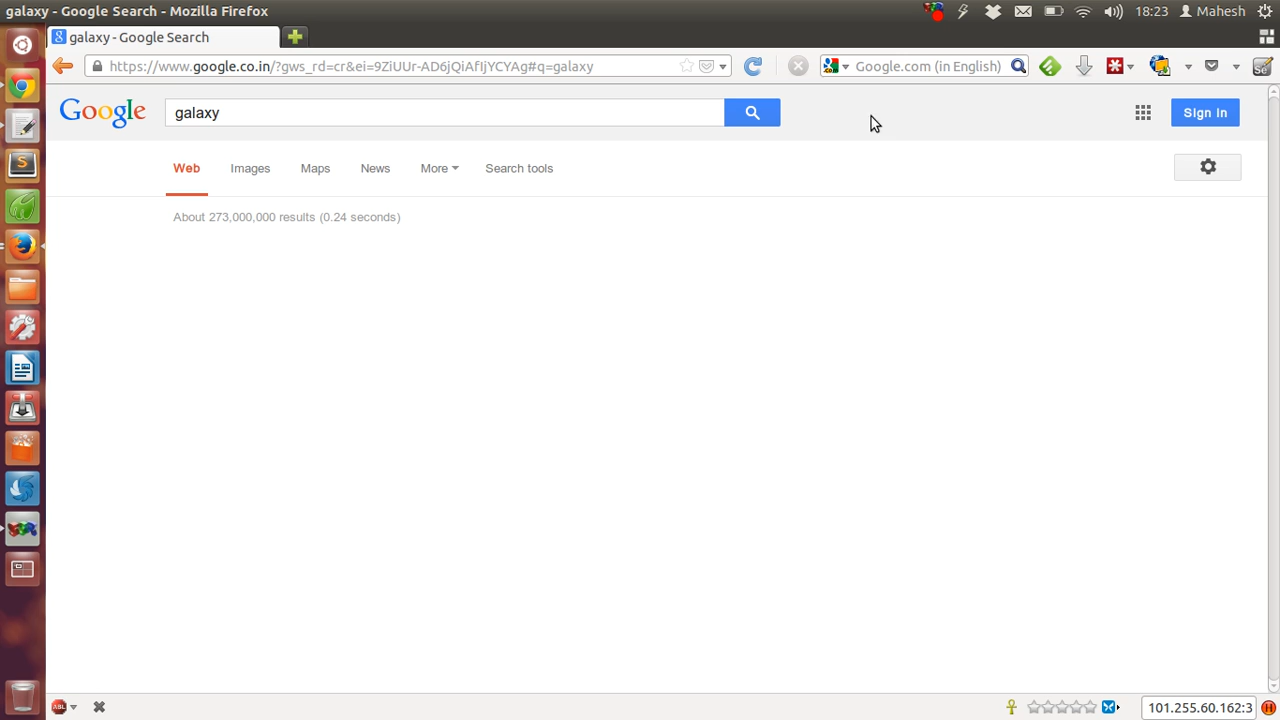 galaxy - Google Search - Mozilla Firefox
18:23 Mahesh
galaxy - Google Search
https://www.google.co.in/?gws_rd=cr&ei=9ZiUUr-AD6jQiAfIjYCYAg#q=galaxy
Google.com (in English)
Se
Google
galaxy
Sign in
Web Images Maps News More Search tools
About 273,000,000 results (0.24 seconds)
ABL
101.255.60.162:3